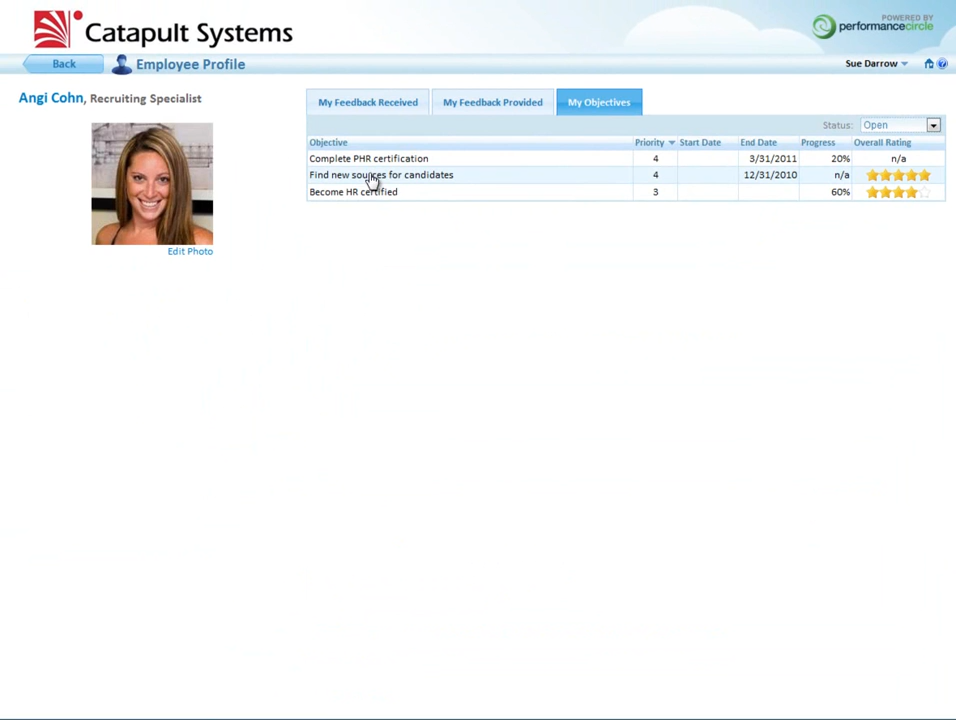 Catapult Systems
POWERED BY
performancecircle
Back
Employee Profile
Sue Darrow
Angi Cohn, Recruiting Specialist
Edit Photo
My Feedback Received
My Feedback Provided
My Objectives
Status: Open
Objective Priority Start Date End Date Progress Overall Rating
Complete PHR certification 4 3/31/2011 20% n/a
Find new sources for candidates 4 12/31/2010 n/a
Become HR certified 3 60%